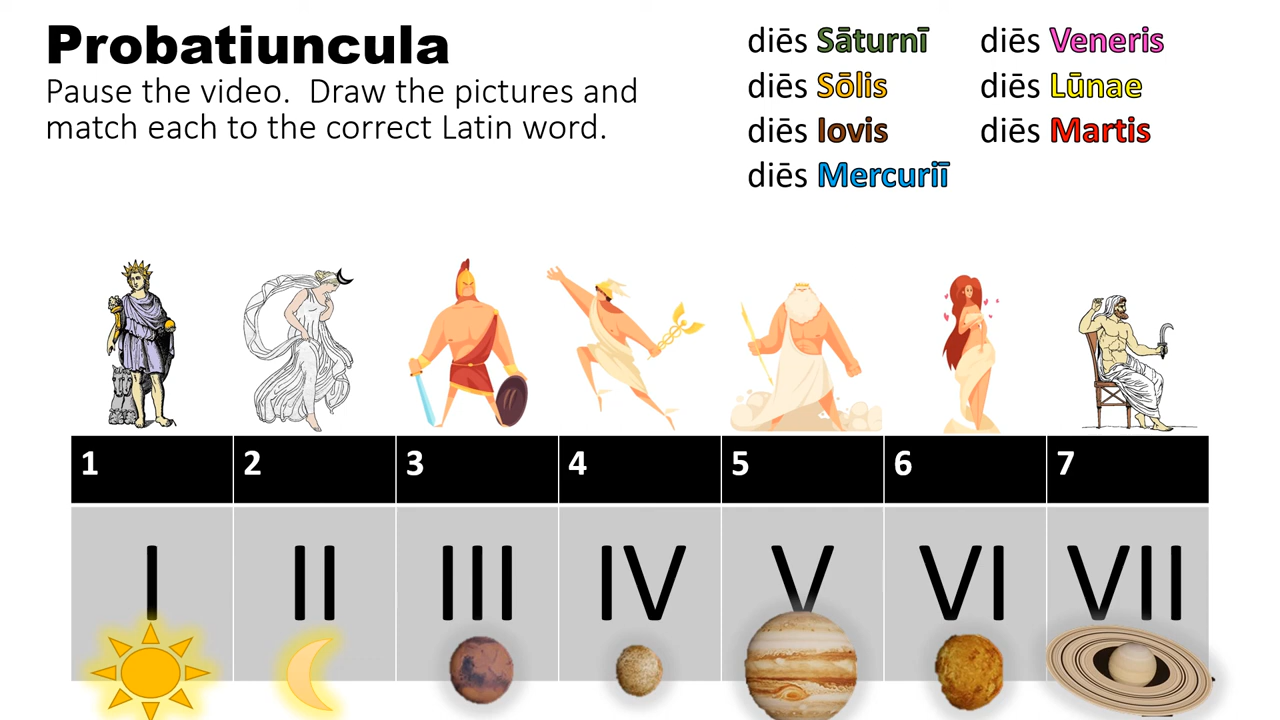 Probatiuncula
Pause the video. Draw the pictures and
match each to the correct Latin word.
diēs Sāturnī
diēs Sōlis
diēs Iovis
diēs Mercuriī
diēs Veneris
diēs Lūnae
diēs Martis
1 2 3 4 5 6 7
I II III IV V VI VII